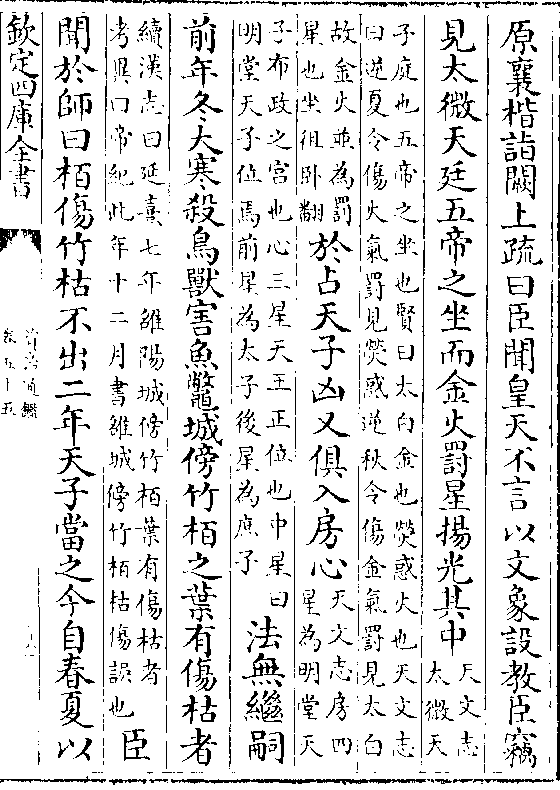 原襄楷詣闕上疏曰臣聞皇天不言以文象設教臣竊
見太微天廷五帝之坐而金火罰星揚光其中天文志太微天
子庭也五帝之坐也賢曰太白金也熒惑火也天文志
曰逆夏令傷火氣罰見熒惑逆秋令傷金氣罰見太白
故金火並為罰星也坐徂卧翻於占天子凶又俱入房心天文志房四星為明堂天
子布政之宮也心三星天王正位也中星曰
明堂天子位焉前星為太子後星為庶子法無繼嗣
前年冬大寒殺鳥獸害魚鼈城傍竹栢之葉有傷枯者
續漢志曰延熹七年雒陽城傍竹栢葉有傷枯者
考異曰帝紀此年十二月書雒城傍竹栢枯傷誤也臣
聞於師曰栢傷竹枯不出二年天子當之今自春夏以
欽定四庫全書
資治通鑑
卷五十五